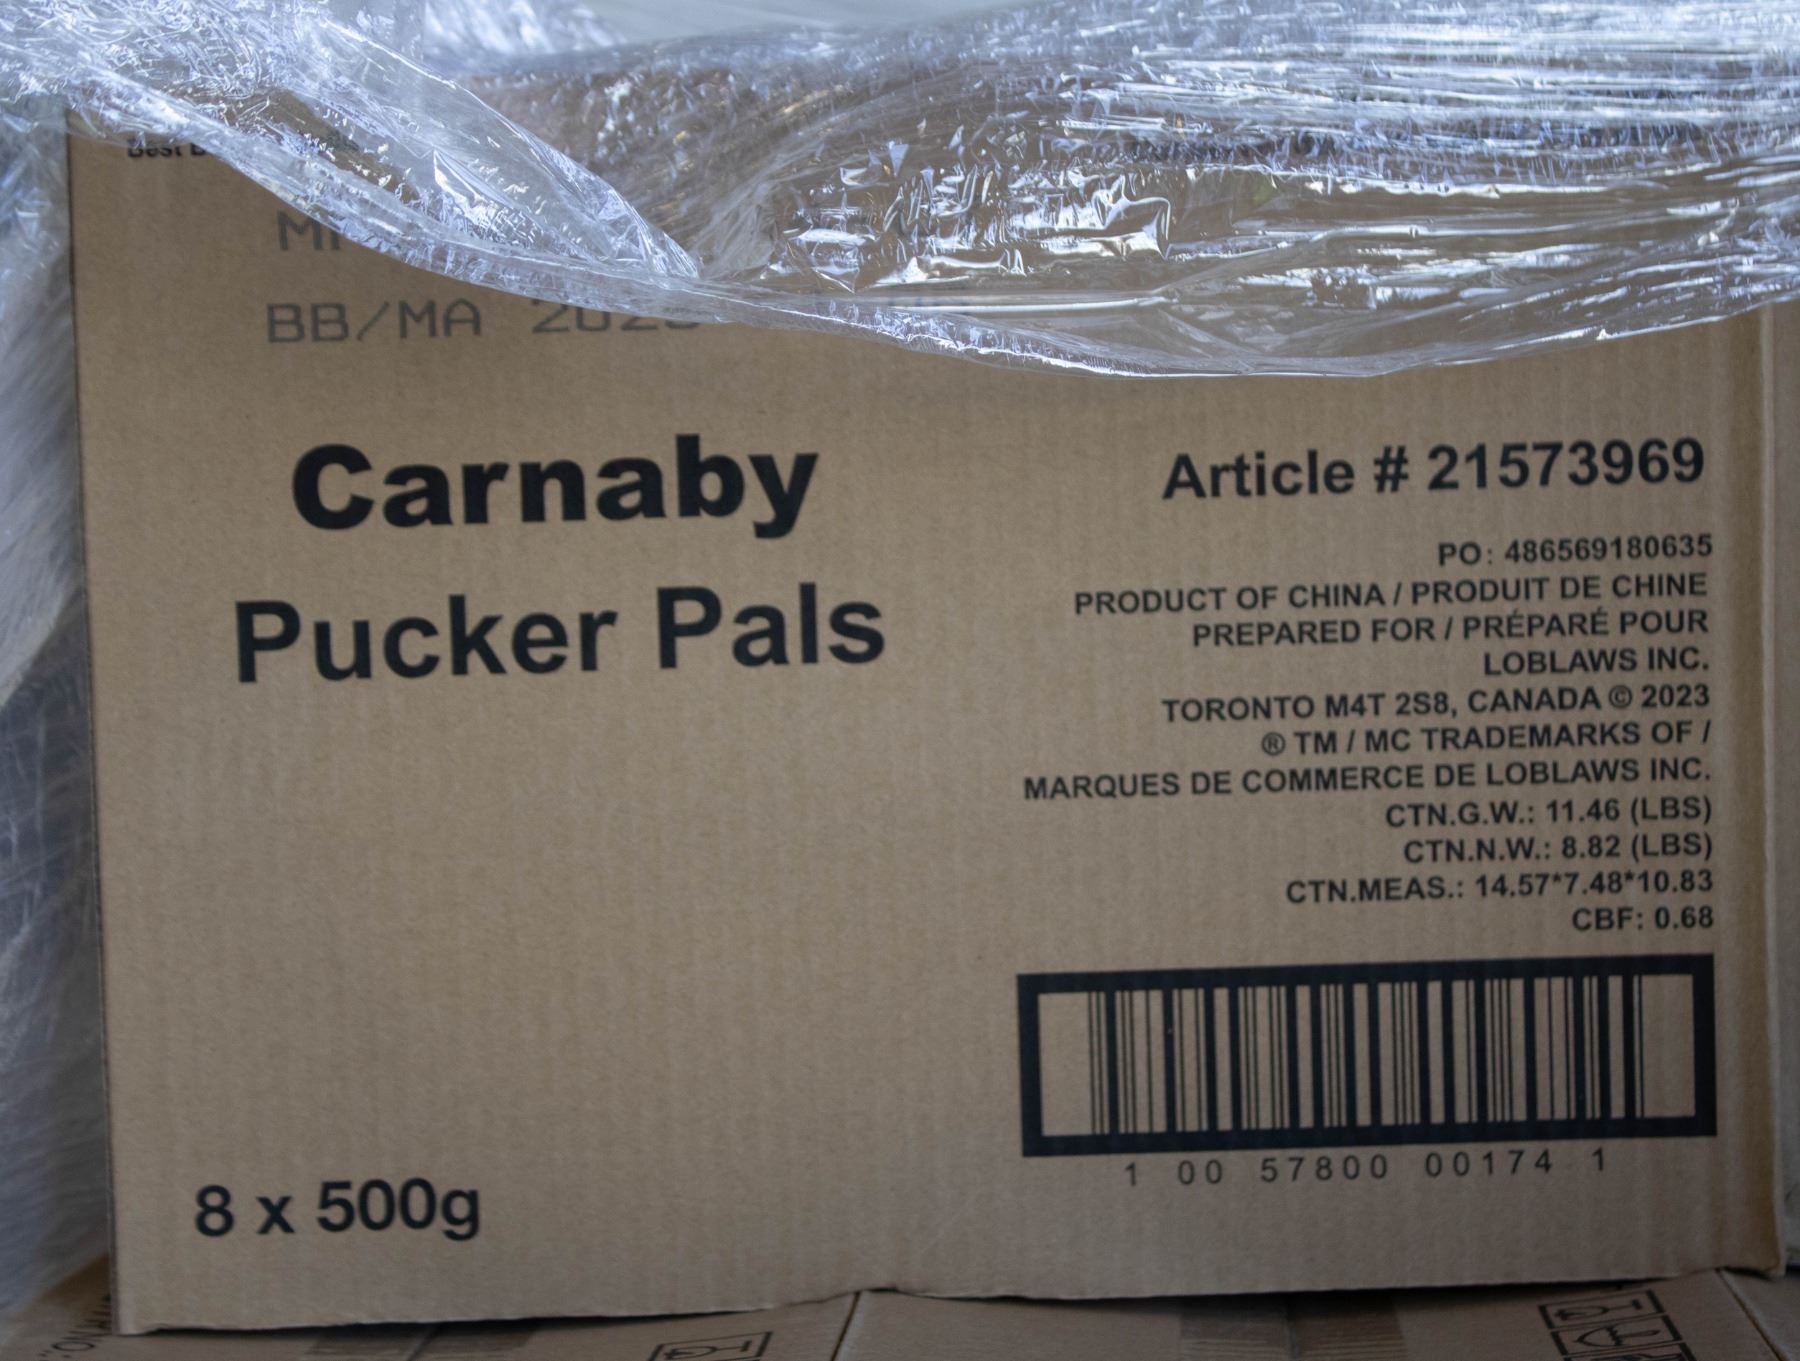 Best
BB/MA
Carnaby
Pucker Pals
8 x 500g
Article # 21573969
PO: 486569180635
PRODUCT OF CHINA / PRODUIT DE CHINE
PREPARED FOR / PRÉPARÉ POUR
LOBLAWS INC.
TORONTO M4T 2S8, CANADA © 2023
® TM / MC TRADEMARKS OF /
MARQUES DE COMMERCE DE LOBLAWS INC.
CTN.G.W.: 11.46 (LBS)
CTN.N.W.: 8.82 (LBS)
CTN.MEAS.: 14.57*7.48*10.83
CBF: 0.68
1 00 57800 00174 1